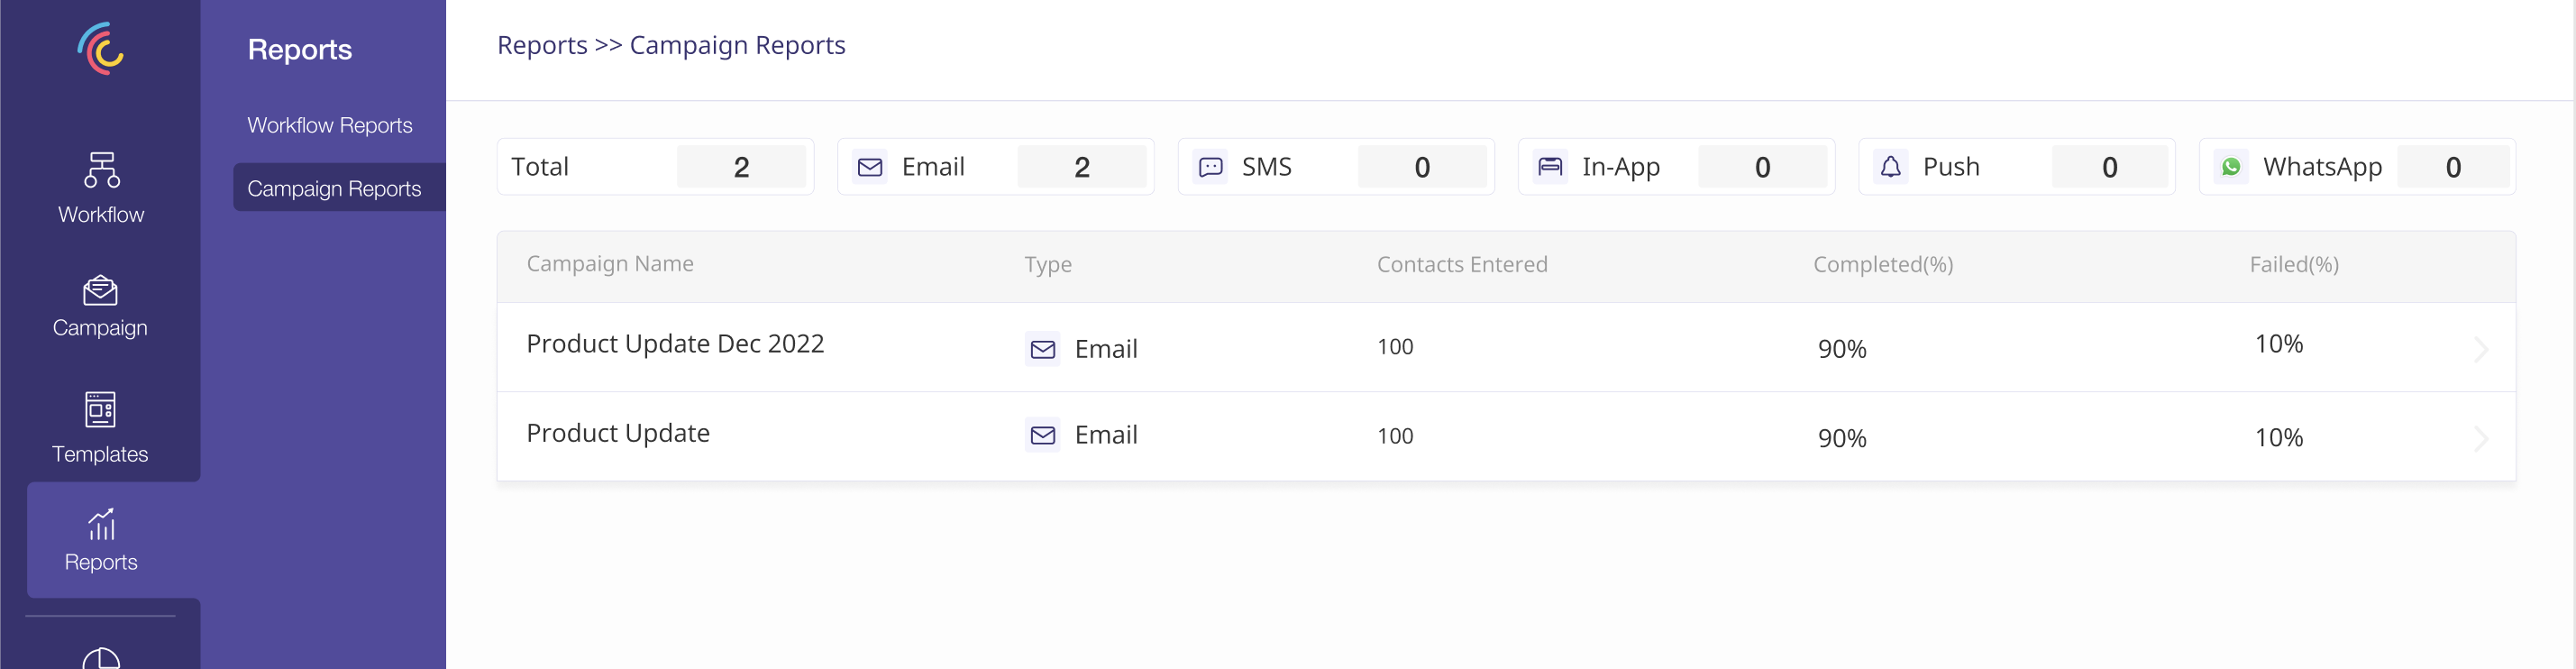 Reports
Workflow Reports
Campaign Reports
Workflow
Campaign
Templates
Reports
Reports >> Campaign Reports
Total 2
Email 2
SMS 0
In-App 0
Push 0
WhatsApp 0
Campaign Name Type Contacts Entered Completed(%) Failed(%)
Product Update Dec 2022 Email 100 90% 10%
Product Update Email 100 90% 10%